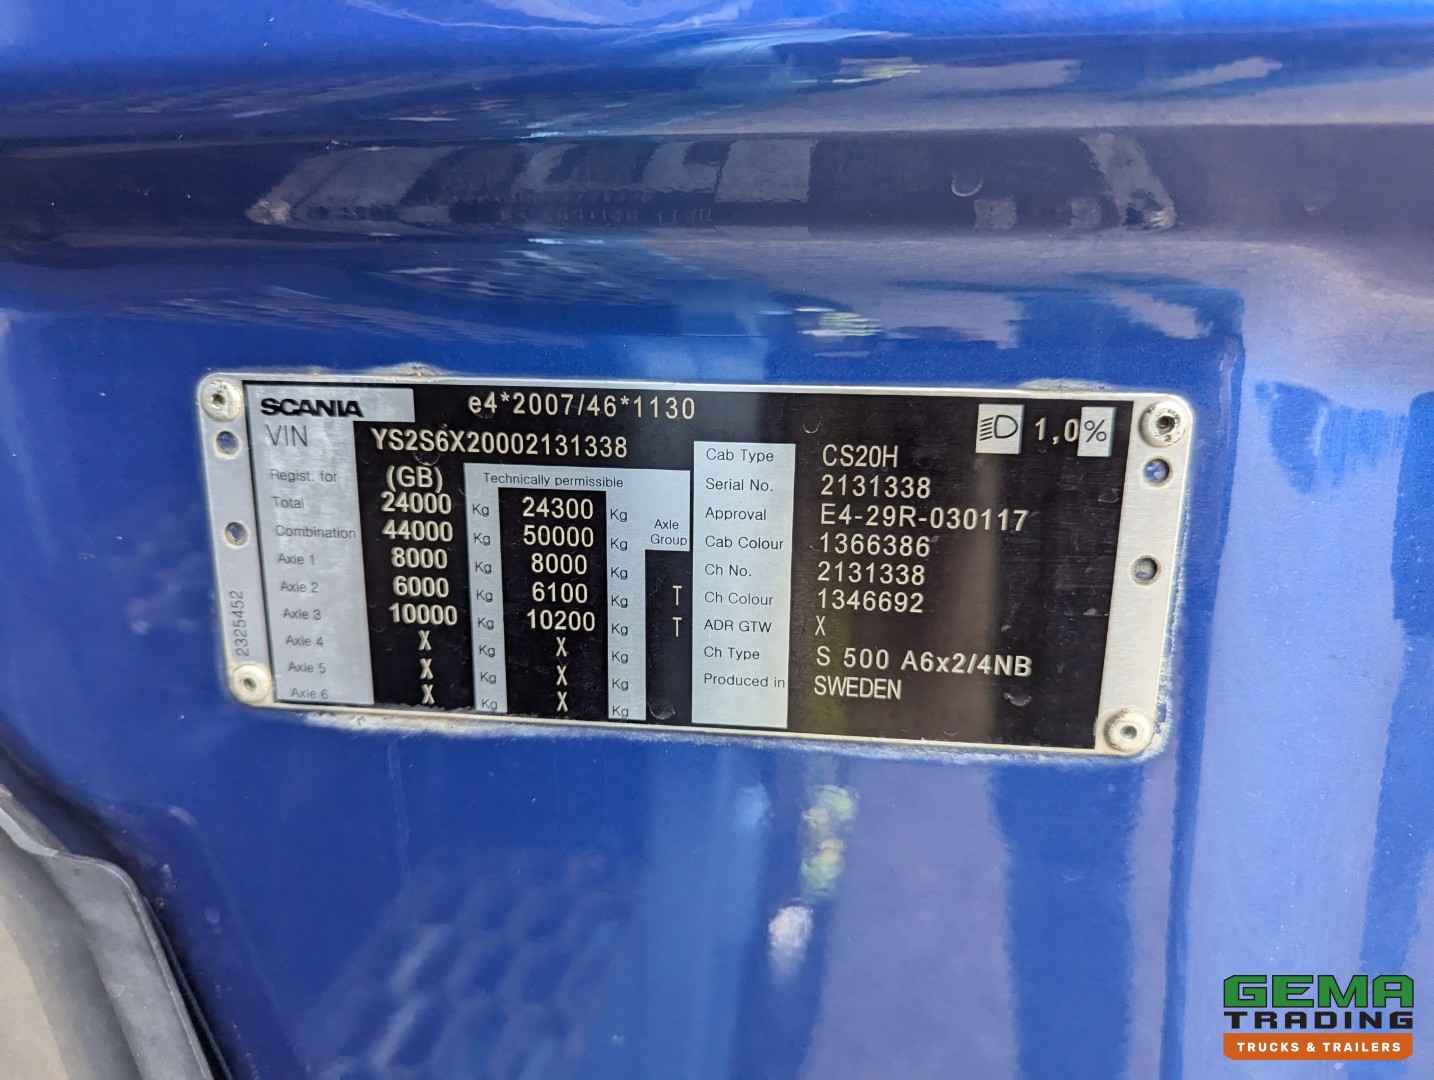 SCANIA e4*2007/46*1130 1,0%
VIN YS2S6X20002131338
Regist. for (GB) Technically permissible
Total 24000 Kg 24300 Kg
Combination 44000 Kg 50000 Kg Axle Group
Axle 1 8000 Kg 8000 Kg
Axle 2 6000 Kg 6100 Kg T
Axle 3 10000 Kg 10200 Kg T
Axle 4 X Kg X Kg
Axle 5 X Kg X Kg
Axle 6 X Kg X Kg
Cab Type CS20H
Serial No. 2131338
Approval E4-29R-030117
Cab Colour 1366386
Ch No. 2131338
Ch Colour 1346692
ADR GTW X
Ch Type S 500 A6x2/4NB
Produced in SWEDEN
2325452
GEMA
TRADING
TRUCKS & TRAILERS